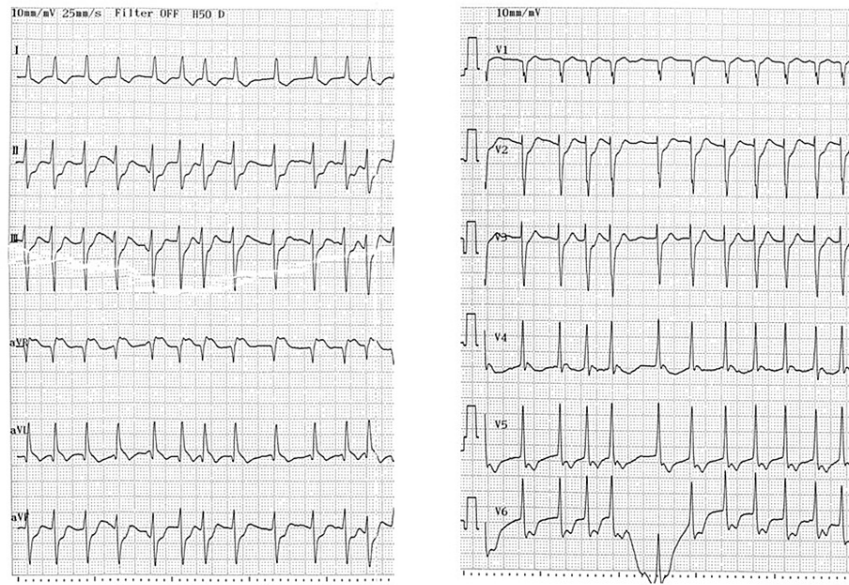 10mm/mV 25mm/s Filter OFF H50 D
I
II
III
aVR
aVL
aVF
10mm/mV
V1
V2
V3
V4
V5
V6